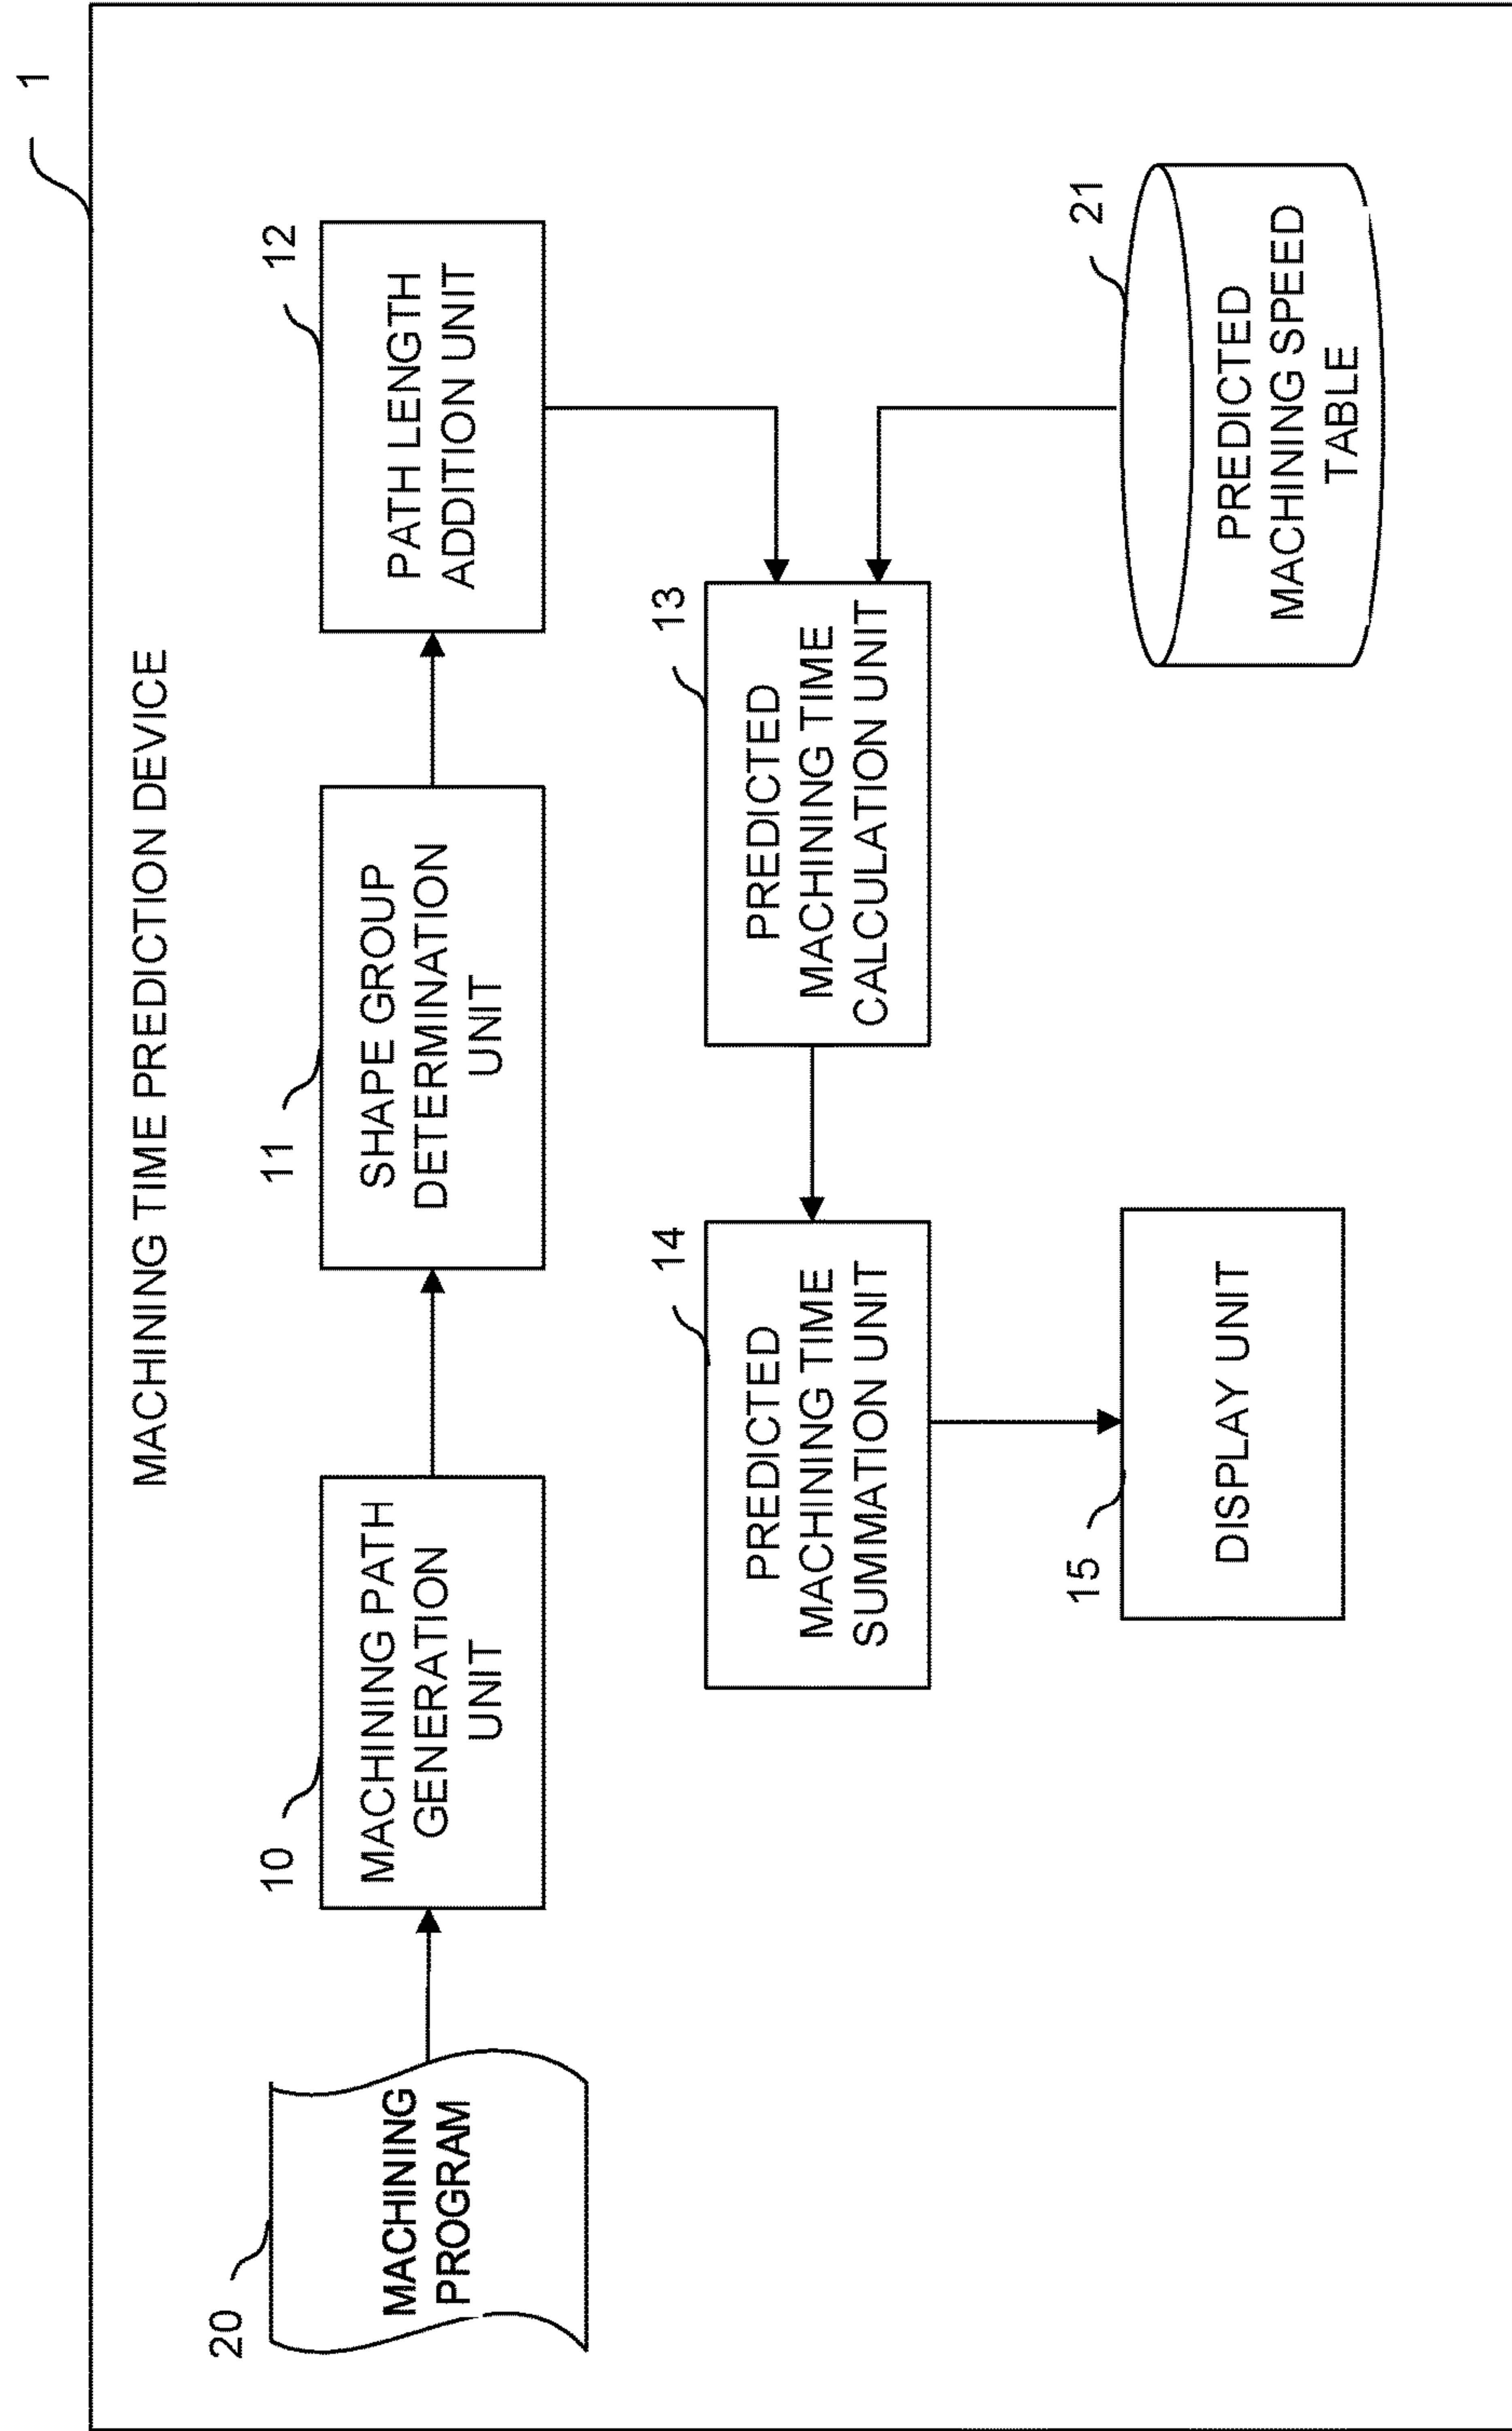 1
MACHINING TIME PREDICTION DEVICE
20
MACHINING
PROGRAM
10
MACHINING PATH
GENERATION
UNIT
11
SHAPE GROUP
DETERMINATION
UNIT
12
PATH LENGTH
ADDITION UNIT
14
PREDICTED
MACHINING TIME
SUMMATION UNIT
13
PREDICTED
MACHINING TIME
CALCULATION UNIT
15
DISPLAY UNIT
21
PREDICTED
MACHINING SPEED
TABLE